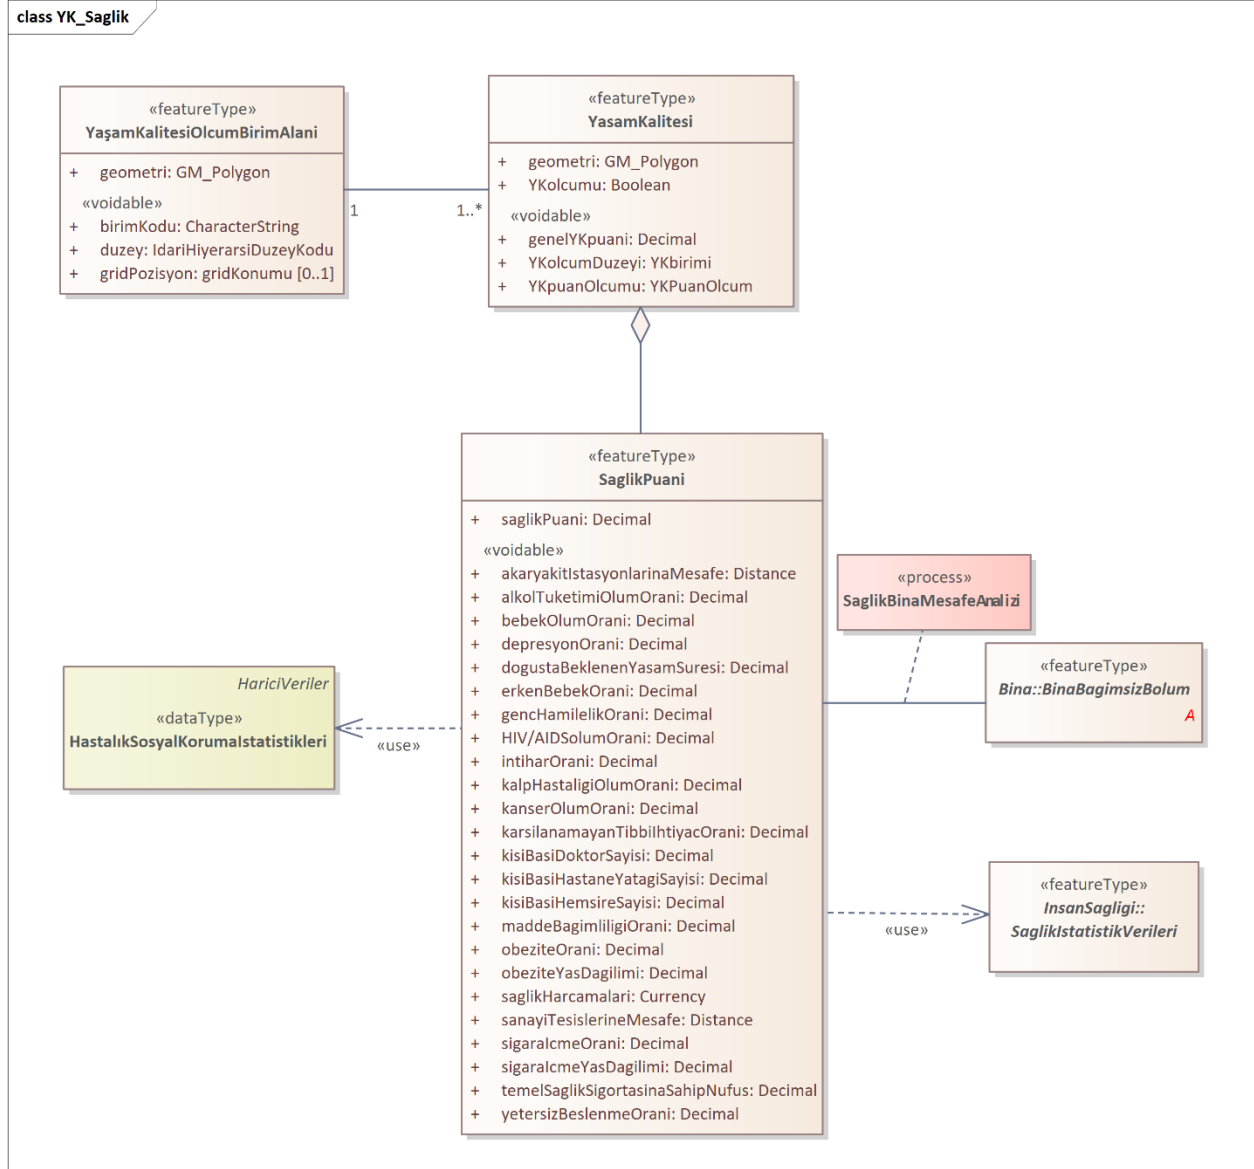 class YK_Saglik
«featureType»
YaşamKalitesiOlcumBirimAlani
+ geometri: GM_Polygon
«voidable»
+ birimKodu: CharacterString
+ duzey: IdariHiyerarsiDuzeyKodu
+ gridPozisyon: gridKonumu [0..1]
1
1..*
«featureType»
YasamKalitesi
+ geometri: GM_Polygon
+ YKolcumu: Boolean
«voidable»
+ genelYKpuani: Decimal
+ YKolcumDuzeyi: YKbirimi
+ YKpuanOlcumu: YKPuanOlcum
«featureType»
SaglikPuani
+ saglikPuani: Decimal
«voidable»
+ akaryakitIstasyonlarinaMesafe: Distance
+ alkolTuketimiOlumOrani: Decimal
+ bebekOlumOrani: Decimal
+ depresyonOrani: Decimal
+ dogustaBeklenenYasamSuresi: Decimal
+ erkenBebekOrani: Decimal
+ gencHamilelikOrani: Decimal
+ HIV/AIDSolumOrani: Decimal
+ intiharOrani: Decimal
+ kalpHastaligiOlumOrani: Decimal
+ kanserOlumOrani: Decimal
+ karsilanamayanTibbiIhtiyacOrani: Decimal
+ kisiBasiDoktorSayisi: Decimal
+ kisiBasiHastaneYatagiSayisi: Decimal
+ kisiBasiHemsireSayisi: Decimal
+ maddeBagimliligiOrani: Decimal
+ obeziteOrani: Decimal
+ obeziteYasDagilimi: Decimal
+ saglikHarcamalari: Currency
+ sanayiTesislerineMesafe: Distance
+ sigaraIcmeOrani: Decimal
+ sigaraIcmeYasDagilimi: Decimal
+ temelSaglikSigortasinaSahipNufus: Decimal
+ yetersizBeslenmeOrani: Decimal
«process»
SaglikBinaMesafeAnalizi
«featureType»
Bina::BinaBagimsizBolum
A
HariciVeriler
«dataType»
HastalıkSosyalKorumaIstatistikleri
«use»
«use»
«featureType»
InsanSagligi::
SaglikIstatistikVerileri